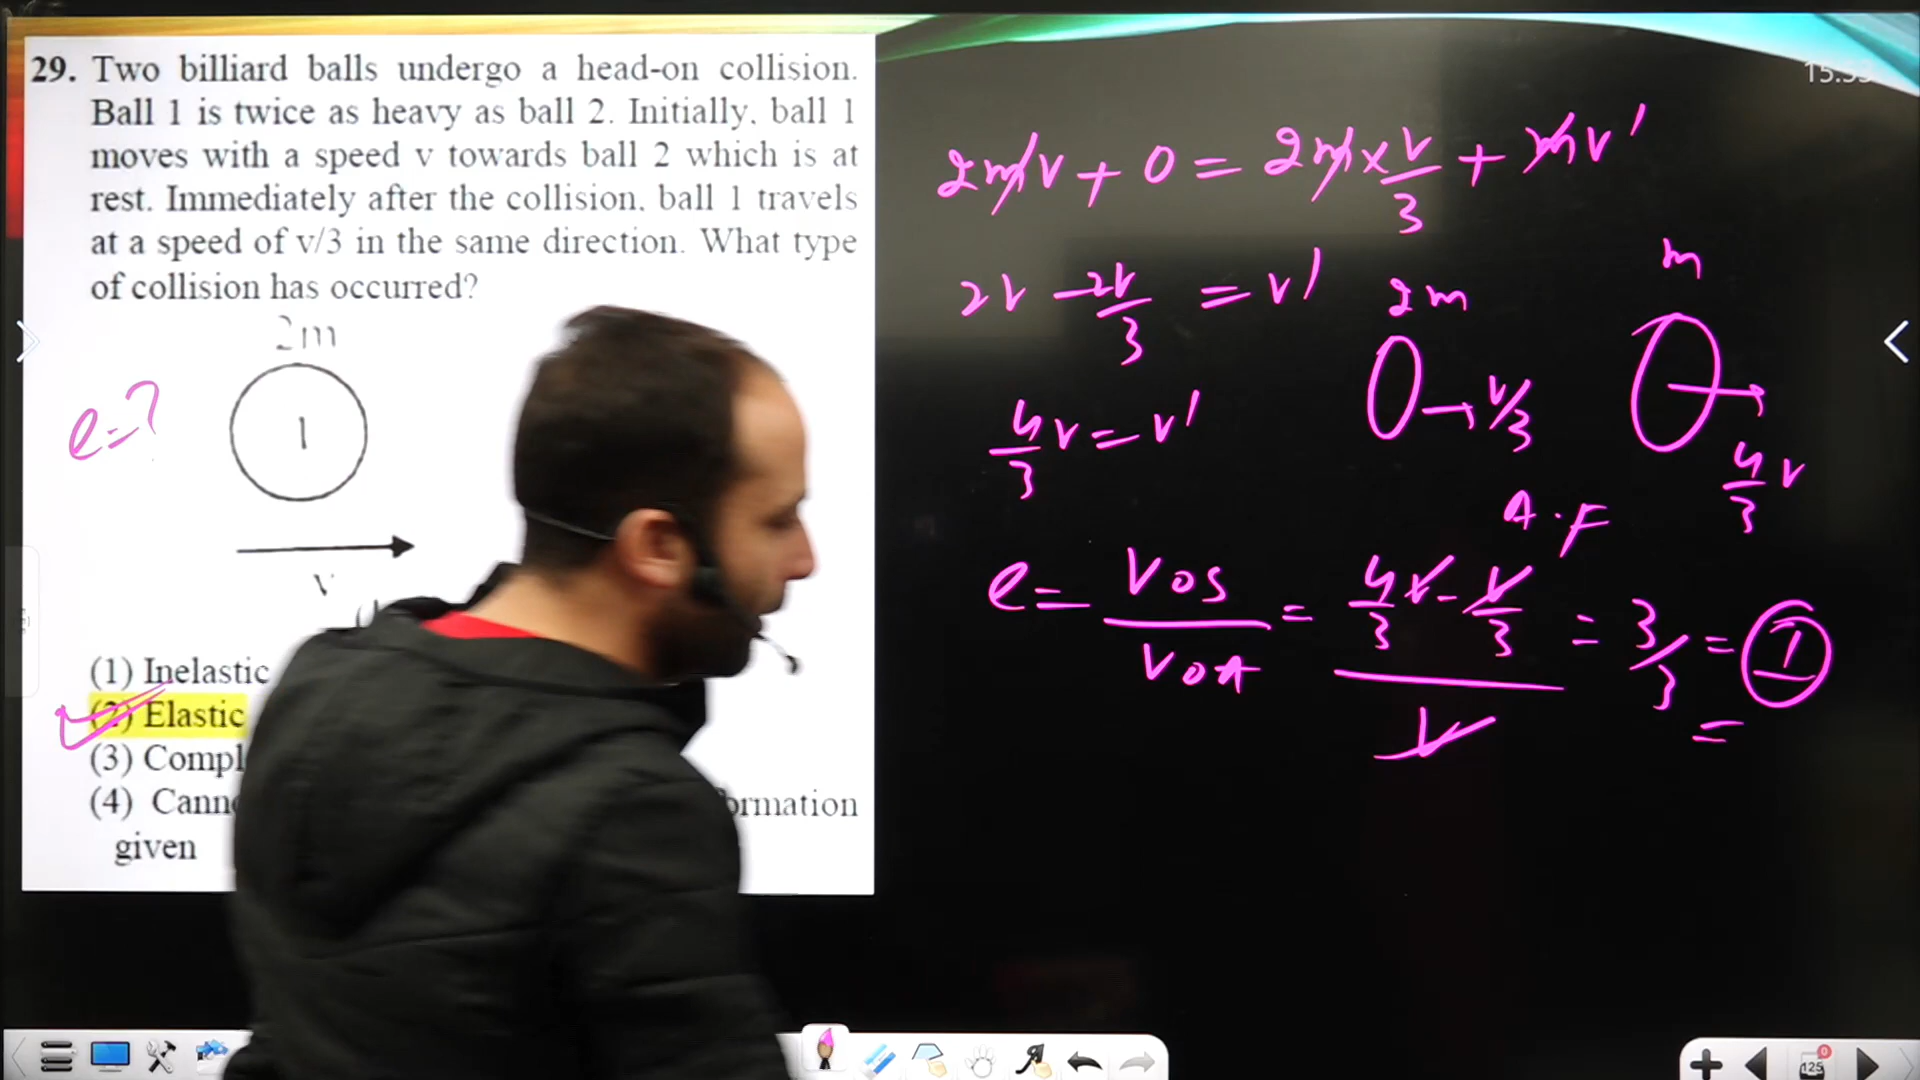 29. Two billiard balls undergo a head-on collision.
Ball 1 is twice as heavy as ball 2. Initially, ball 1
moves with a speed v towards ball 2 which is at
rest. Immediately after the collision, ball 1 travels
at a speed of v/3 in the same direction. What type
of collision has occurred?
2m
1
v
e=?
(1) Inelastic
(2) Elastic
(3) Compl
(4) Cann
ormation
given
2mv + 0 = 2m x v/3 + mv'
2v - 2v/3 = v'
4/3 v = v'
2m
m
v/3
4/3 v
A.F
e = VOS/VOA = (4/3 v - v/3)/v = 3/3 = 1
125
0